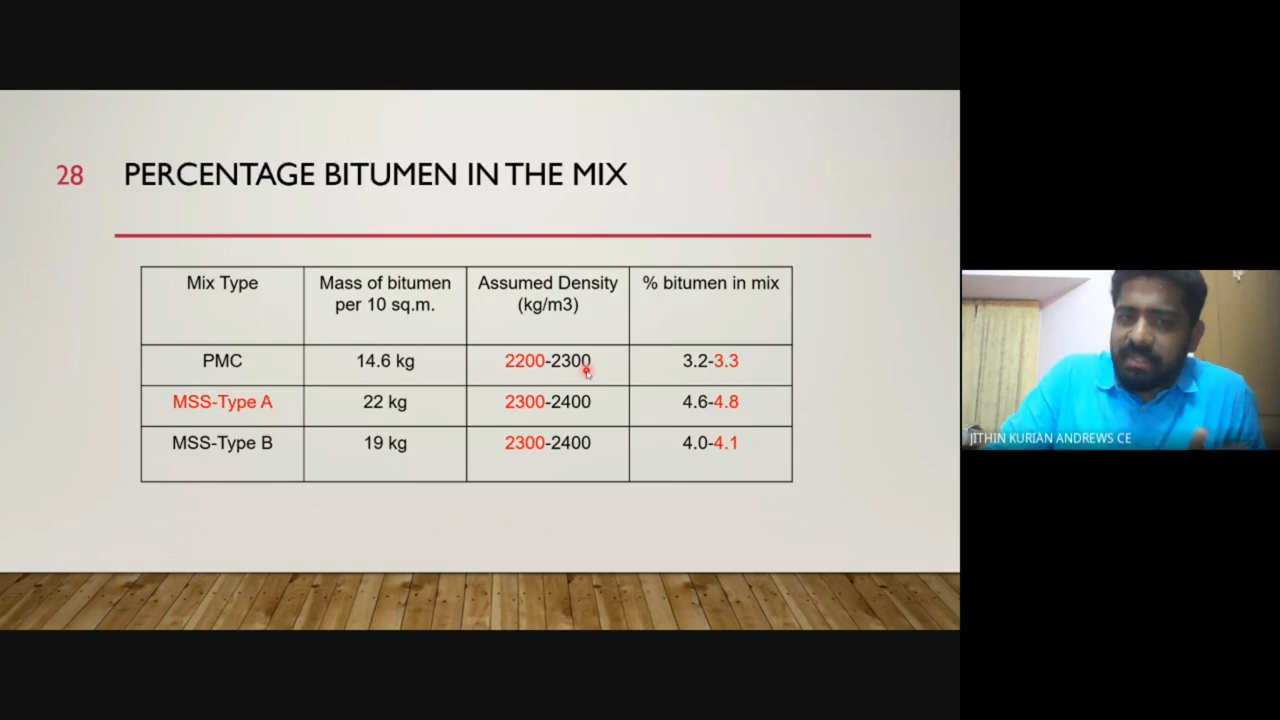 28 PERCENTAGE BITUMEN IN THE MIX
Mix Type Mass of bitumen per 10 sq.m. Assumed Density (kg/m3) % bitumen in mix
PMC 14.6 kg 2200-2300 3.2-3.3
MSS-Type A 22 kg 2300-2400 4.6-4.8
MSS-Type B 19 kg 2300-2400 4.0-4.1
JITHIN KURIAN ANDREWS CE